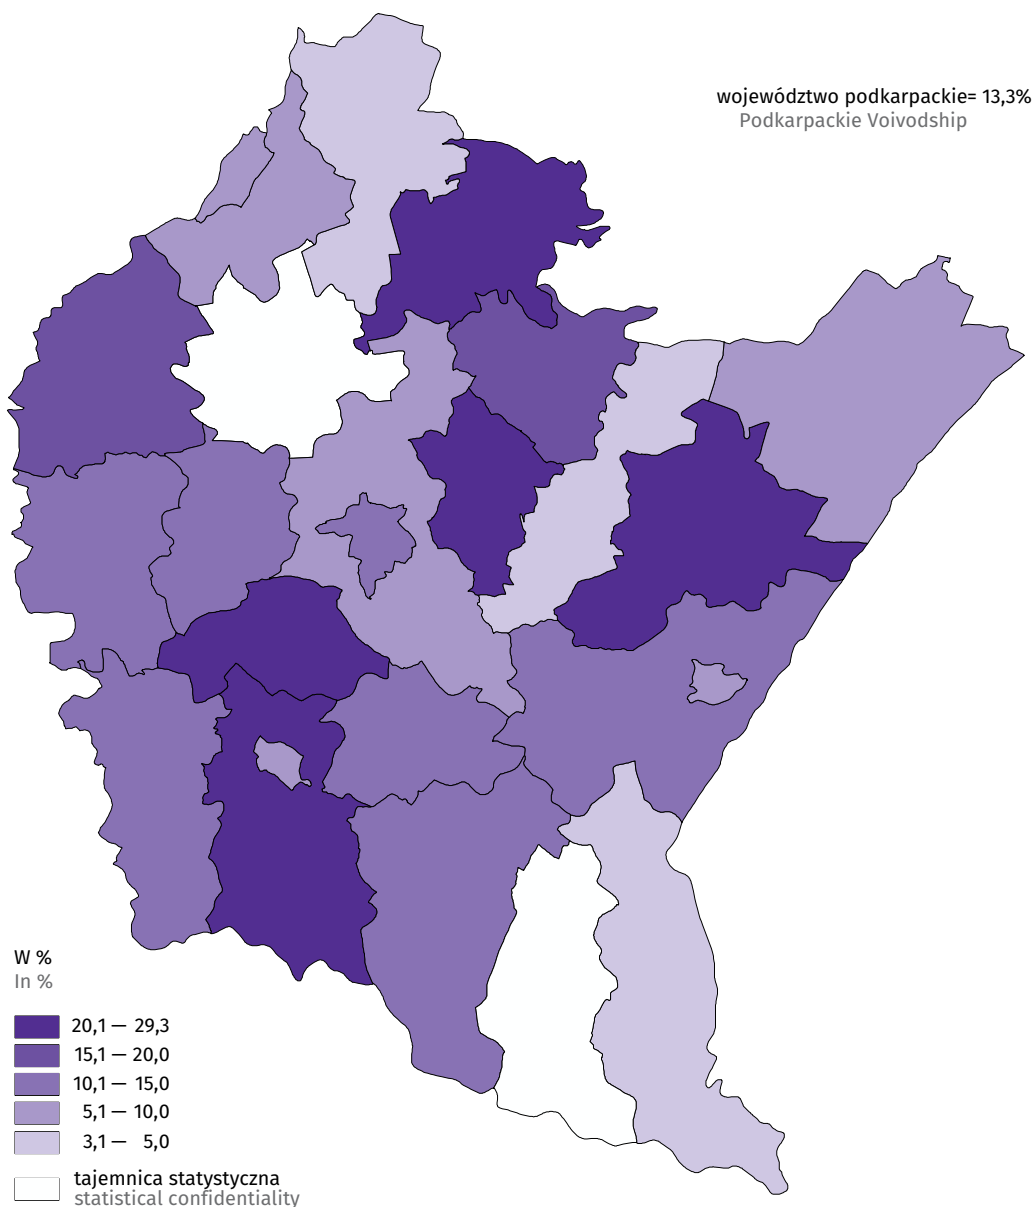 województwo podkarpackie= 13,3%
Podkarpackie Voivodship
W %
In %
20,1 — 29,3
15,1 — 20,0
10,1 — 15,0
5,1 — 10,0
3,1 — 5,0
tajemnica statystyczna
statistical confidentiality